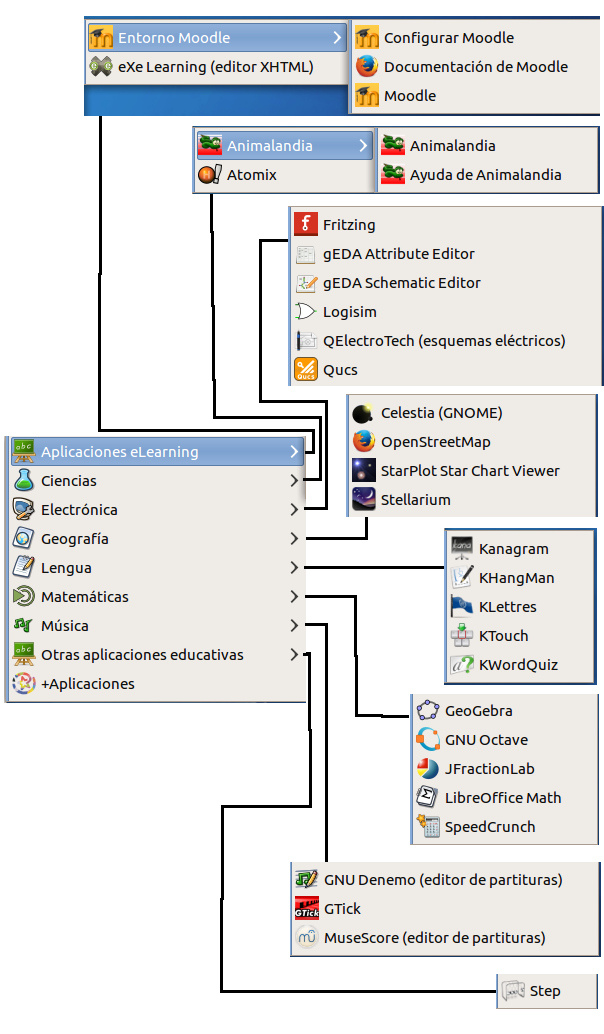 Entorno Moodle
eXe Learning (editor XHTML)
Configurar Moodle
Documentación de Moodle
Moodle
Animalandia
Atomix
Animalandia
Ayuda de Animalandia
Fritzing
gEDA Attribute Editor
gEDA Schematic Editor
Logisim
QElectroTech (esquemas eléctricos)
Qucs
Celestia (GNOME)
OpenStreetMap
StarPlot Star Chart Viewer
Stellarium
Aplicaciones eLearning
Ciencias
Electrónica
Geografía
Lengua
Matemáticas
Música
Otras aplicaciones educativas
+Aplicaciones
Kanagram
KHangMan
KLettres
KTouch
KWordQuiz
GeoGebra
GNU Octave
JFractionLab
LibreOffice Math
SpeedCrunch
GNU Denemo (editor de partituras)
GTick
MuseScore (editor de partituras)
Step